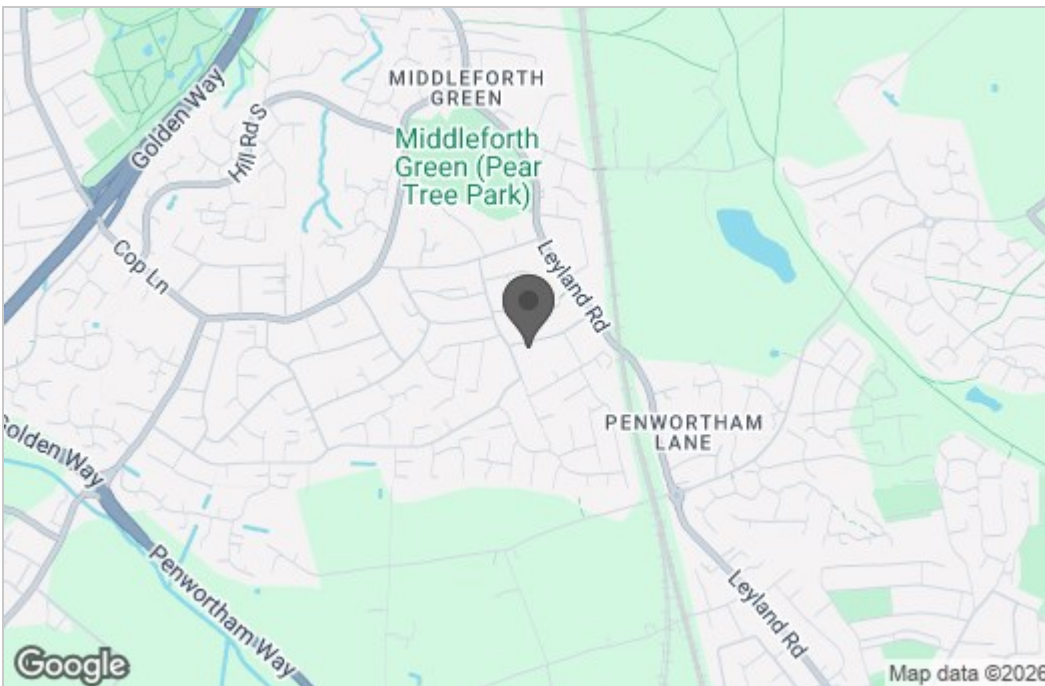 MIDDLEFORTH
GREEN
Golden Way
Hill Rd S
Middleforth
Green (Pear
Tree Park)
Leyland Rd
Cop Ln
PENWORTHAM
LANE
Golden Way
Penwortham Way
Leyland Rd
Google
Map data ©2026